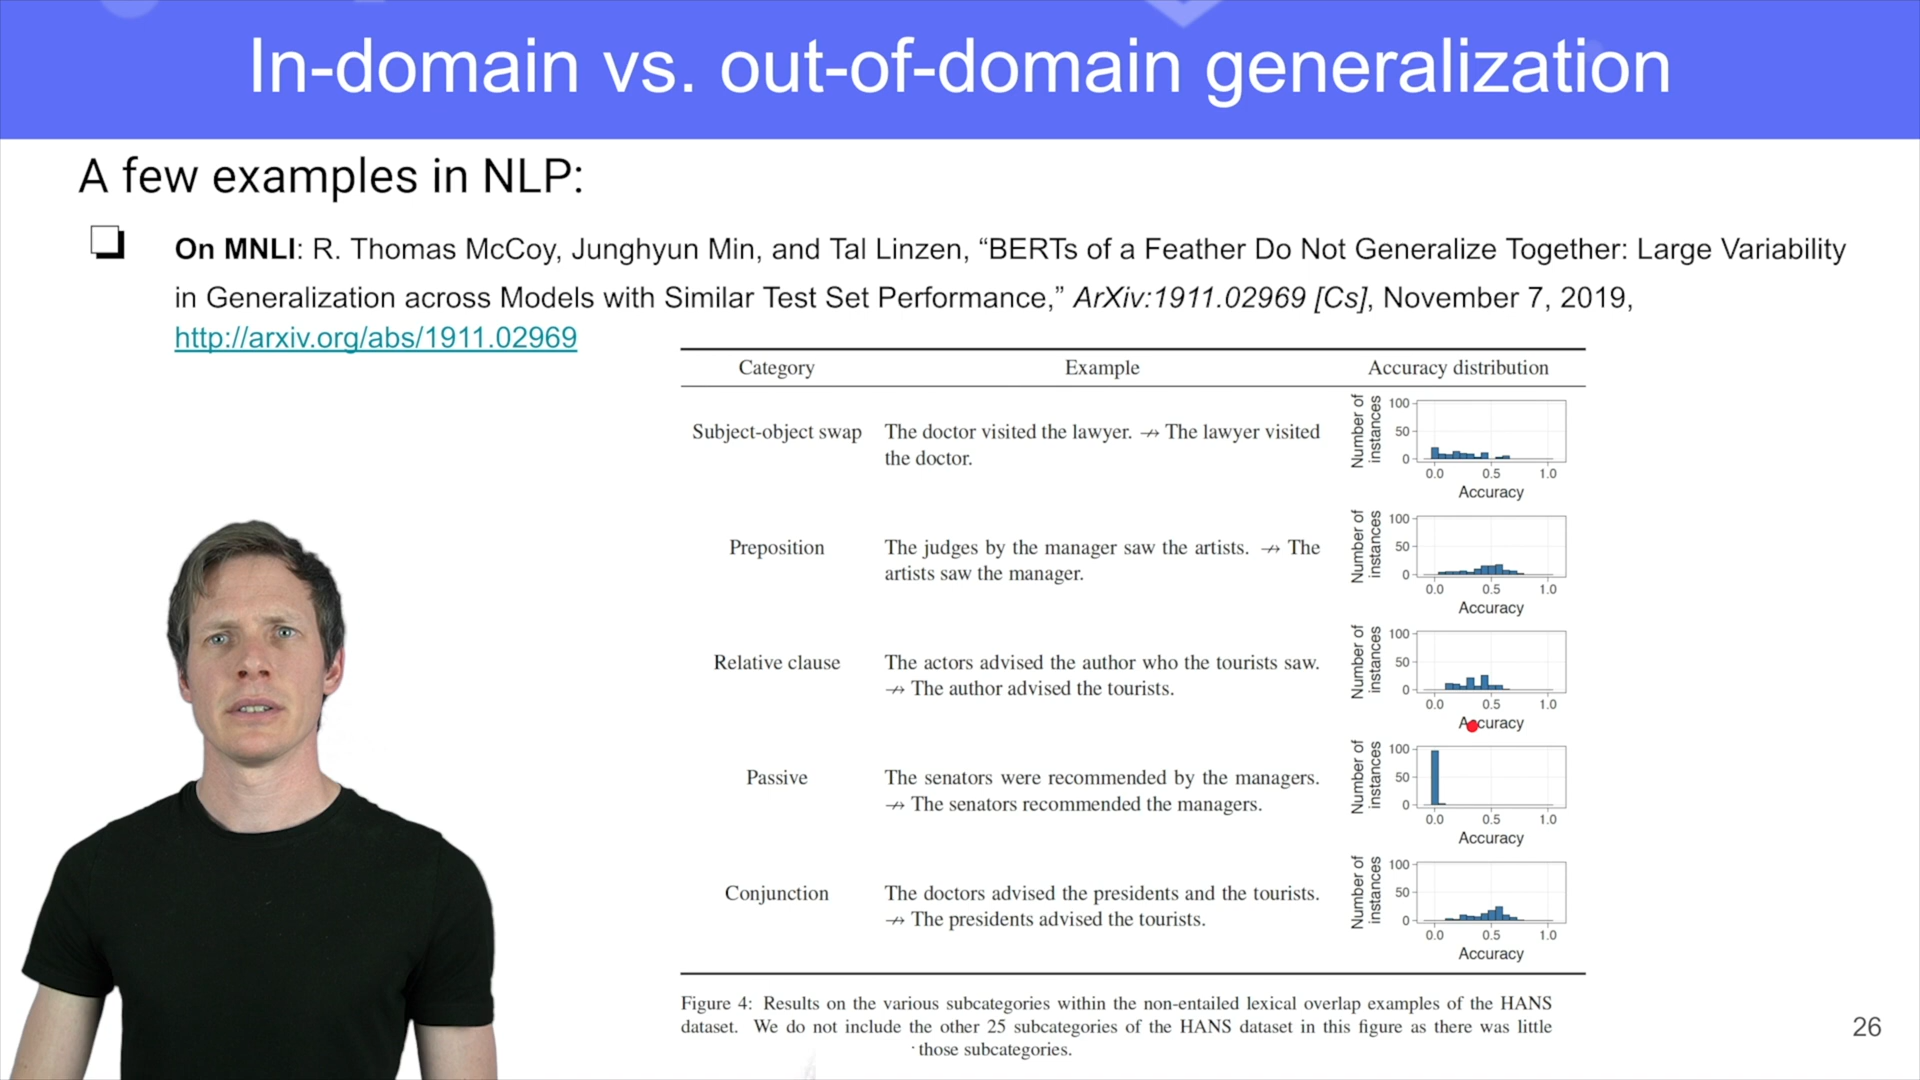 In-domain vs. out-of-domain generalization
A few examples in NLP:
On MNLI: R. Thomas McCoy, Junghyun Min, and Tal Linzen, “BERTs of a Feather Do Not Generalize Together: Large Variability
in Generalization across Models with Similar Test Set Performance,” ArXiv:1911.02969 [Cs], November 7, 2019,
http://arxiv.org/abs/1911.02969
Category Example Accuracy distribution
Subject-object swap
The doctor visited the lawyer. ↛ The lawyer visited
the doctor.
Number of
instances
100
50
0
0.0 0.5 1.0
Accuracy
Preposition
The judges by the manager saw the artists. ↛ The
artists saw the manager.
Number of
instances
100
50
0
0.0 0.5 1.0
Accuracy
Relative clause
The actors advised the author who the tourists saw.
↛ The author advised the tourists.
Number of
instances
100
50
0
0.0 0.5 1.0
Accuracy
Passive
The senators were recommended by the managers.
↛ The senators recommended the managers.
Number of
instances
100
50
0
0.0 0.5 1.0
Accuracy
Conjunction
The doctors advised the presidents and the tourists.
↛ The presidents advised the tourists.
Number of
instances
100
50
0
0.0 0.5 1.0
Accuracy
Figure 4: Results on the various subcategories within the non-entailed lexical overlap examples of the HANS
dataset. We do not include the other 25 subcategories of the HANS dataset in this figure as there was little
those subcategories.
26